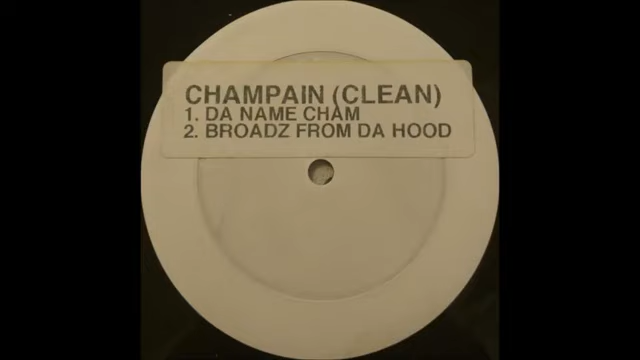 CHAMPAIN (CLEAN)
1. DA NAME CHAM
2. BROADZ FROM DA HOOD